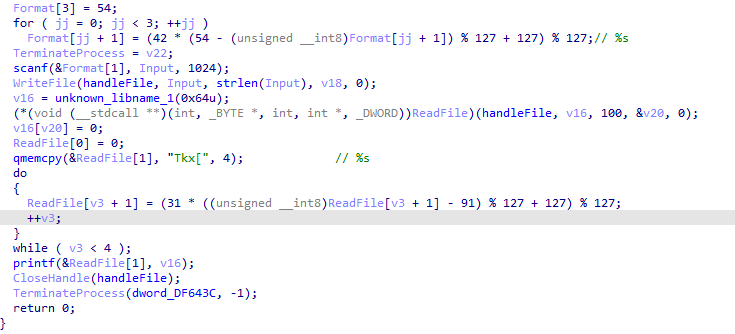 Format[3] = 54;
for ( jj = 0; jj < 3; ++jj )
Format[jj + 1] = (42 * (54 - (unsigned __int8)Format[jj + 1]) % 127 + 127) % 127;// %s
TerminateProcess = v22;
scanf(&Format[1], Input, 1024);
WriteFile(handleFile, Input, strlen(Input), v18, 0);
v16 = unknown_libname_1(0x64u);
(*(void (__stdcall **)(int, _BYTE *, int, int *, _DWORD))ReadFile)(handleFile, v16, 100, &v20, 0);
v16[v20] = 0;
ReadFile[0] = 0;
qmemcpy(&ReadFile[1], "Tkx[", 4); // %s
do
{
ReadFile[v3 + 1] = (31 * ((unsigned __int8)ReadFile[v3 + 1] - 91) % 127 + 127) % 127;
++v3;
}
while ( v3 < 4 );
printf(&ReadFile[1], v16);
CloseHandle(handleFile);
TerminateProcess(dword_DF643C, -1);
return 0;
}